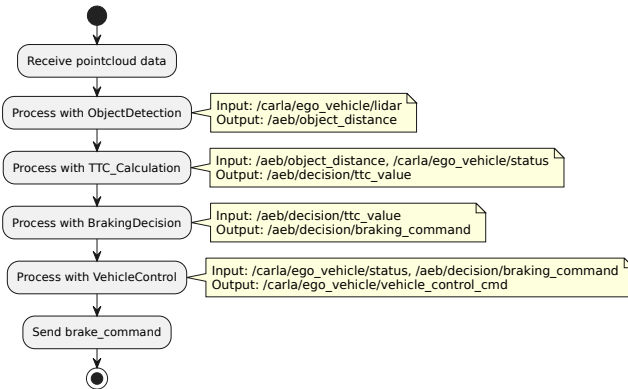 Receive pointcloud data
Process with ObjectDetection
Input: /carla/ego_vehicle/lidar
Output: /aeb/object_distance
Process with TTC_Calculation
Input: /aeb/object_distance, /carla/ego_vehicle/status
Output: /aeb/decision/ttc_value
Process with BrakingDecision
Input: /aeb/decision/ttc_value
Output: /aeb/decision/braking_command
Process with VehicleControl
Input: /carla/ego_vehicle/status, /aeb/decision/braking_command
Output: /carla/ego_vehicle/vehicle_control_cmd
Send brake_command